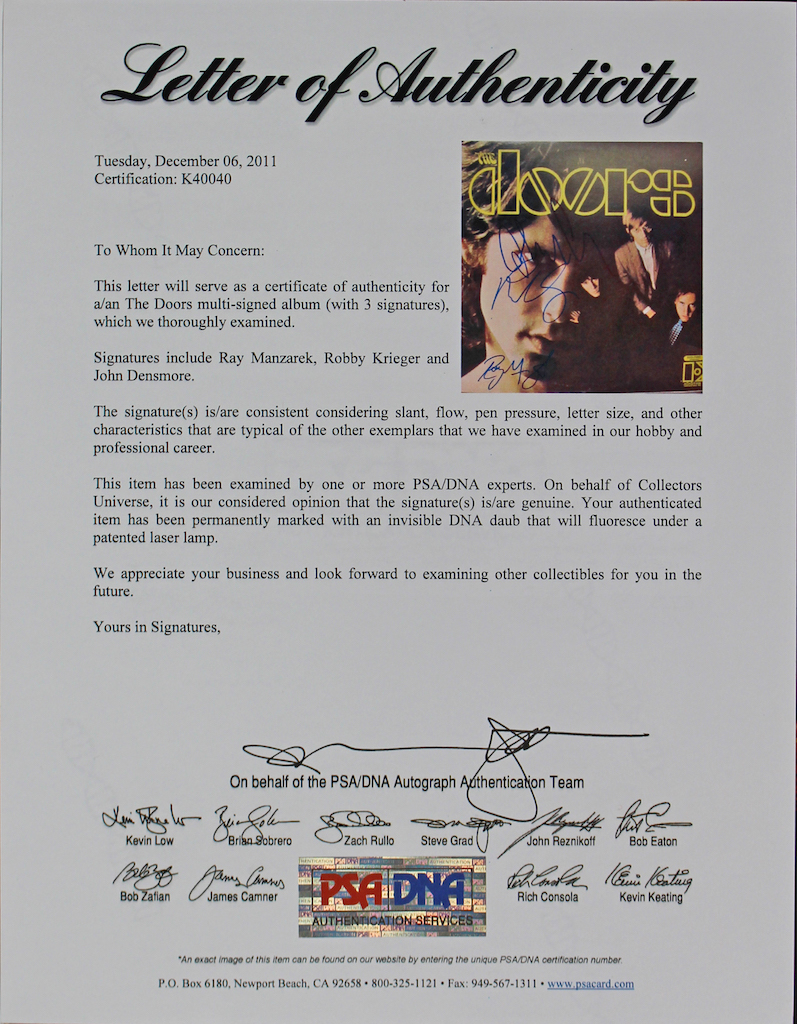 Letter of Authenticity
Tuesday, December 06, 2011
Certification: K40040
THE
doors
To Whom It May Concern:
This letter will serve as a certificate of authenticity for
a/an The Doors multi-signed album (with 3 signatures),
which we thoroughly examined.
Signatures include Ray Manzarek, Robby Krieger and
John Densmore.
The signature(s) is/are consistent considering slant, flow, pen pressure, letter size, and other
characteristics that are typical of the other exemplars that we have examined in our hobby and
professional career.
This item has been examined by one or more PSA/DNA experts. On behalf of Collectors
Universe, it is our considered opinion that the signature(s) is/are genuine. Your authenticated
item has been permanently marked with an invisible DNA daub that will fluoresce under a
patented laser lamp.
We appreciate your business and look forward to examining other collectibles for you in the
future.
Yours in Signatures,
On behalf of the PSA/DNA Autograph Authentication Team
Kevin Low Brian Sobrero Zach Rullo Steve Grad John Reznikoff Bob Eaton
Bob Zafian James Camner Rich Consola Kevin Keating
PSA DNA
AUTHENTICATION SERVICES
*An exact image of this item can be found on our website by entering the unique PSA/DNA certification number.
P.O. Box 6180, Newport Beach, CA 92658 • 800-325-1121 • Fax: 949-567-1311 • www.psacard.com